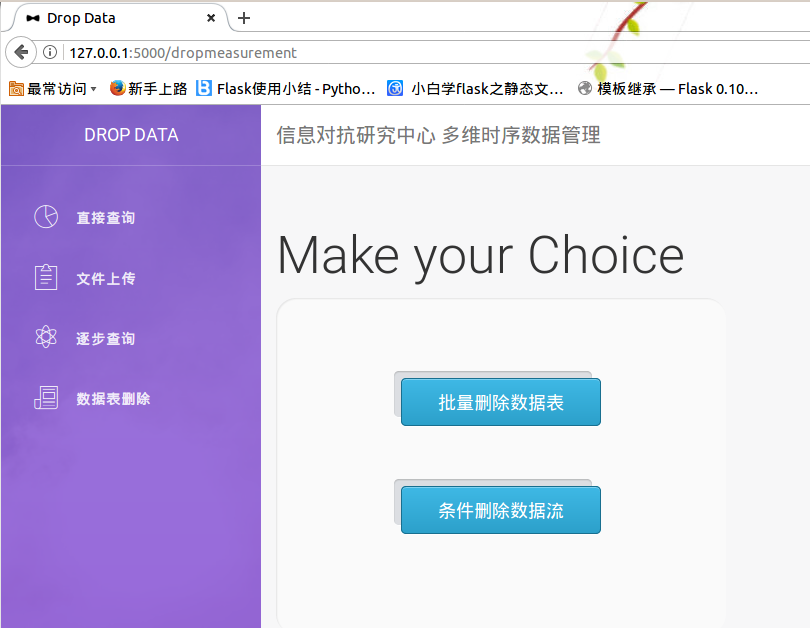 Drop Data
127.0.0.1:5000/dropmeasurement
最常访问 新手上路 Flask使用小结 - Pytho... 小白学flask之静态文... 模板继承 — Flask 0.10...
DROP DATA
信息对抗研究中心 多维时序数据管理
直接查询
文件上传
逐步查询
数据表删除
Make your Choice
批量删除数据表
条件删除数据流